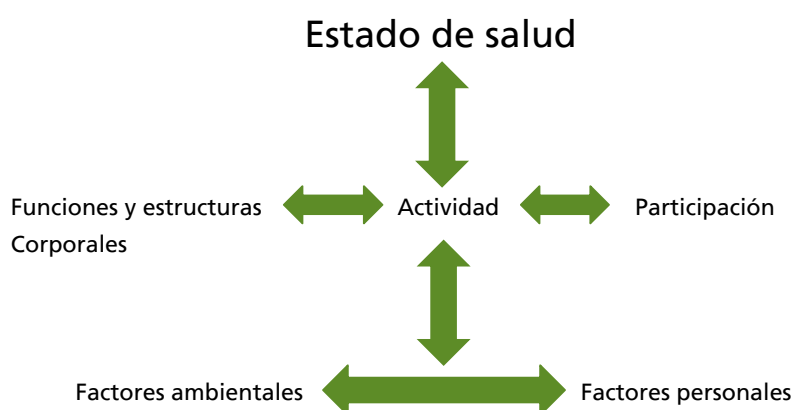 Estado de salud
Funciones y estructuras
Corporales
Actividad
Participación
Factores ambientales
Factores personales